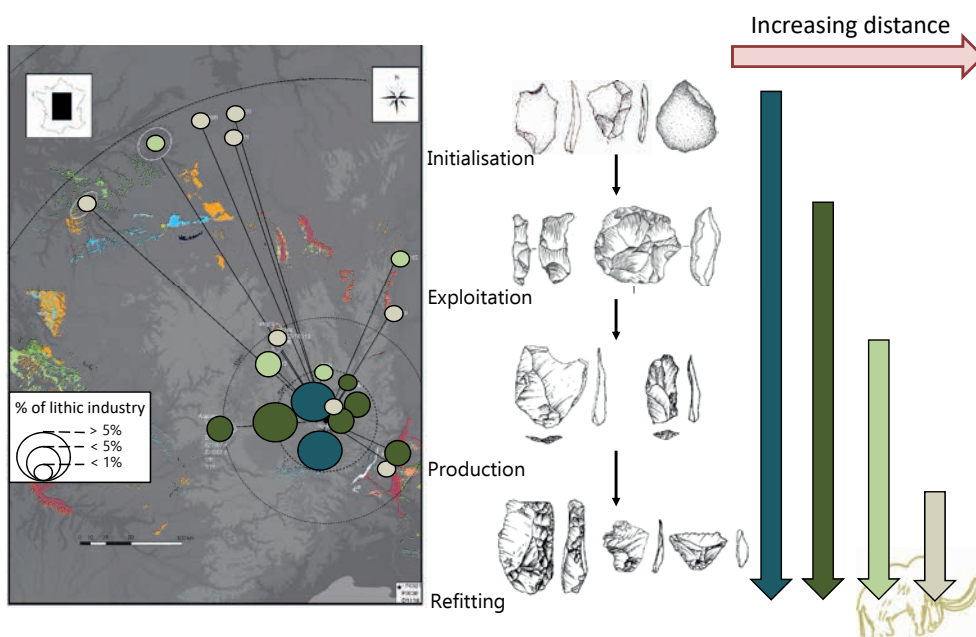 Increasing distance
N
Initialisation
Exploitation
% of lithic industry
> 5%
< 5%
< 1%
Production
Refitting